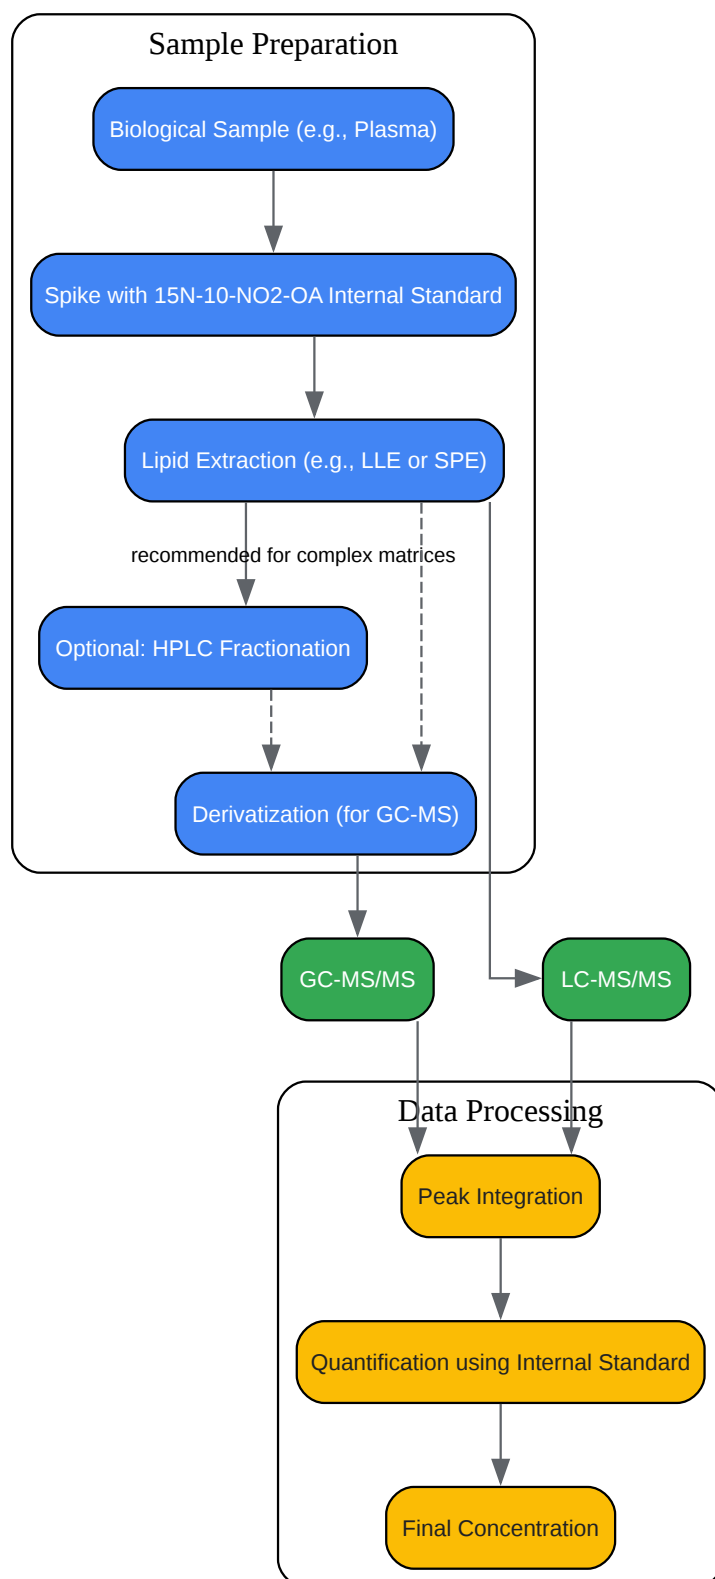 Sample Preparation
Biological Sample (e.g., Plasma)
Spike with 15N-10-NO2-OA Internal Standard
Lipid Extraction (e.g., LLE or SPE)
recommended for complex matrices
Optional: HPLC Fractionation
Derivatization (for GC-MS)
GC-MS/MS
LC-MS/MS
Data Processing
Peak Integration
Quantification using Internal Standard
Final Concentration